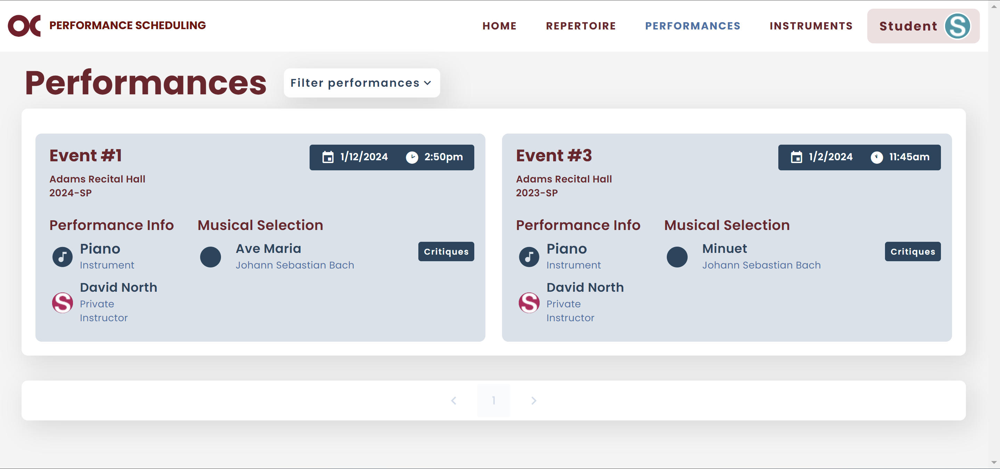 OC PERFORMANCE SCHEDULING
HOME REPERTOIRE PERFORMANCES INSTRUMENTS Student S
Performances
Filter performances
Event #1
1/12/2024 2:50pm
Adams Recital Hall
2024-SP
Performance Info
Musical Selection
Piano
Instrument
Ave Maria
Johann Sebastian Bach
Critiques
S
David North
Private
Instructor
Event #3
1/2/2024 11:45am
Adams Recital Hall
2023-SP
Performance Info
Musical Selection
Piano
Instrument
Minuet
Johann Sebastian Bach
Critiques
S
David North
Private
Instructor
1